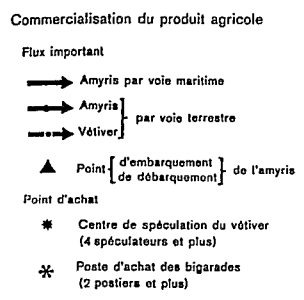 Commercialisation du produit agricole
Flux important
Amyris par voie maritime
Amyris
par voie terrestre
Vétiver
Point d'embarquement de l'amyris
de débarquement
Point d'achat
Centre de spéculation du vétiver
(4 spéculateurs et plus)
Poste d'achat des bigarades
(2 postiers et plus)